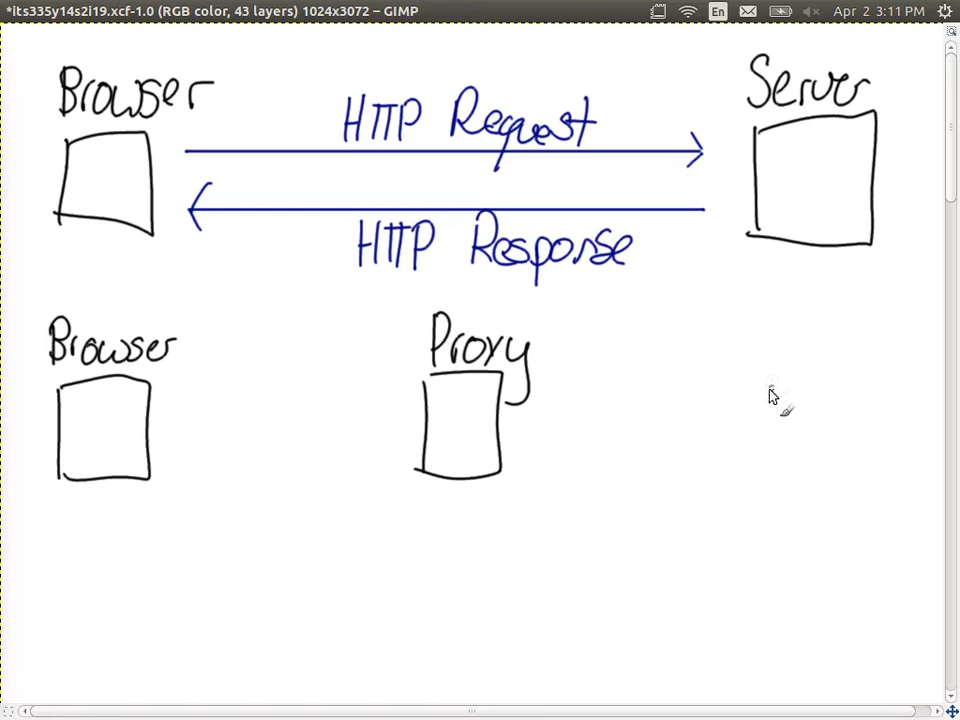 *its335y14s2i19.xcf-1.0 (RGB color, 43 layers) 1024x3072 – GIMP
En
Apr 2 3:11 PM
Browser
Server
HTTP Request
HTTP Response
Browser
Proxy